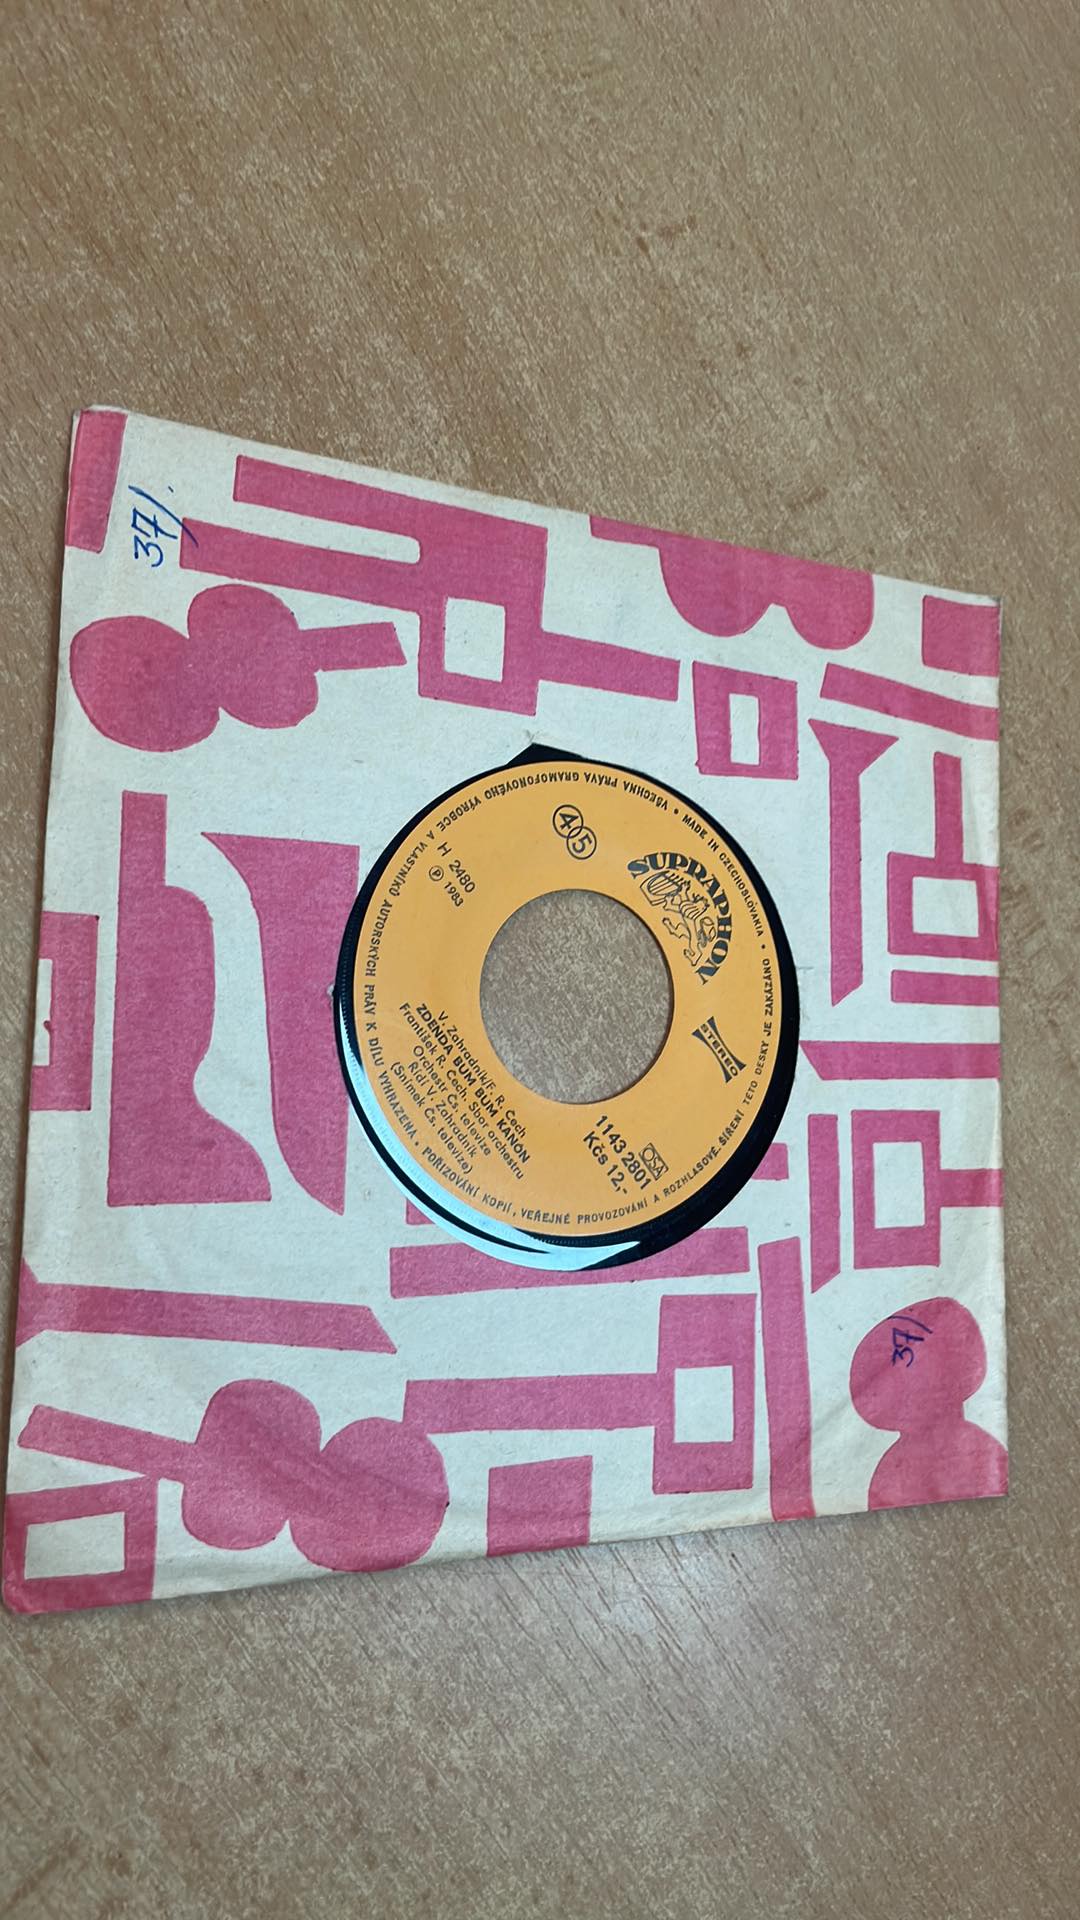 37/.
VŠECHNA PRÁVA GRAMOFONOVÉHO VÝROBCE A VLASTNÍKŮ AUTORSKÝCH PRÁV K DÍLU VYHRAZENA • POŘIZOVÁNÍ KOPIÍ, VEŘEJNÉ PROVOZOVÁNÍ A ROZHLASOVÉ ŠÍŘENÍ TÉTO DESKY JE ZAKÁZÁNO • MADE IN CZECHOSLOVAKIA •
SUPRAPHON
STEREO
45
H 2480
℗ 1983
OSA
1143 2801
Kčs 12,-
V. Zahradník/F. R. Čech
ZDENDA BUM BUM KANÓN
František R. Čech. Sbor orchestru
Orchestr Čs. televize
Řídí V. Zahradník
(Snímek Čs. televize)
37/